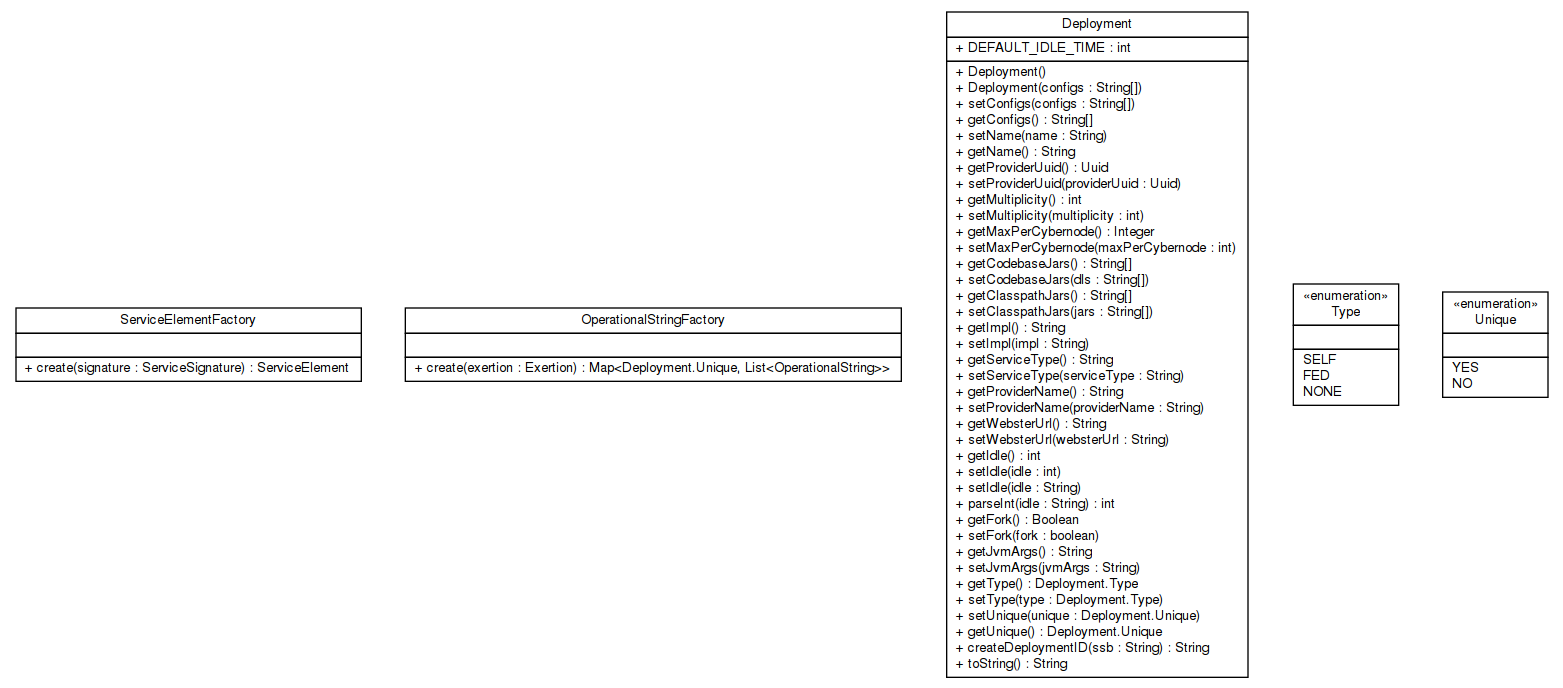 ServiceElementFactory
+ create(signature : ServiceSignature) : ServiceElement
OperationalStringFactory
+ create(exertion : Exertion) : Map<Deployment.Unique, List<OperationalString>>
Deployment
+ DEFAULT_IDLE_TIME : int
+ Deployment()
+ Deployment(configs : String[])
+ setConfigs(configs : String[])
+ getConfigs() : String[]
+ setName(name : String)
+ getName() : String
+ getProviderUuid() : Uuid
+ setProviderUuid(providerUuid : Uuid)
+ getMultiplicity() : int
+ setMultiplicity(multiplicity : int)
+ getMaxPerCybernode() : Integer
+ setMaxPerCybernode(maxPerCybernode : int)
+ getCodebaseJars() : String[]
+ setCodebaseJars(dls : String[])
+ getClasspathJars() : String[]
+ setClasspathJars(jars : String[])
+ getImpl() : String
+ setImpl(impl : String)
+ getServiceType() : String
+ setServiceType(serviceType : String)
+ getProviderName() : String
+ setProviderName(providerName : String)
+ getWebsterUrl() : String
+ setWebsterUrl(websterUrl : String)
+ getIdle() : int
+ setIdle(idle : int)
+ setIdle(idle : String)
+ parseInt(idle : String) : int
+ getFork() : Boolean
+ setFork(fork : boolean)
+ getJvmArgs() : String
+ setJvmArgs(jvmArgs : String)
+ getType() : Deployment.Type
+ setType(type : Deployment.Type)
+ setUnique(unique : Deployment.Unique)
+ getUnique() : Deployment.Unique
+ createDeploymentID(ssb : String) : String
+ toString() : String
«enumeration»
Type
SELF
FED
NONE
«enumeration»
Unique
YES
NO